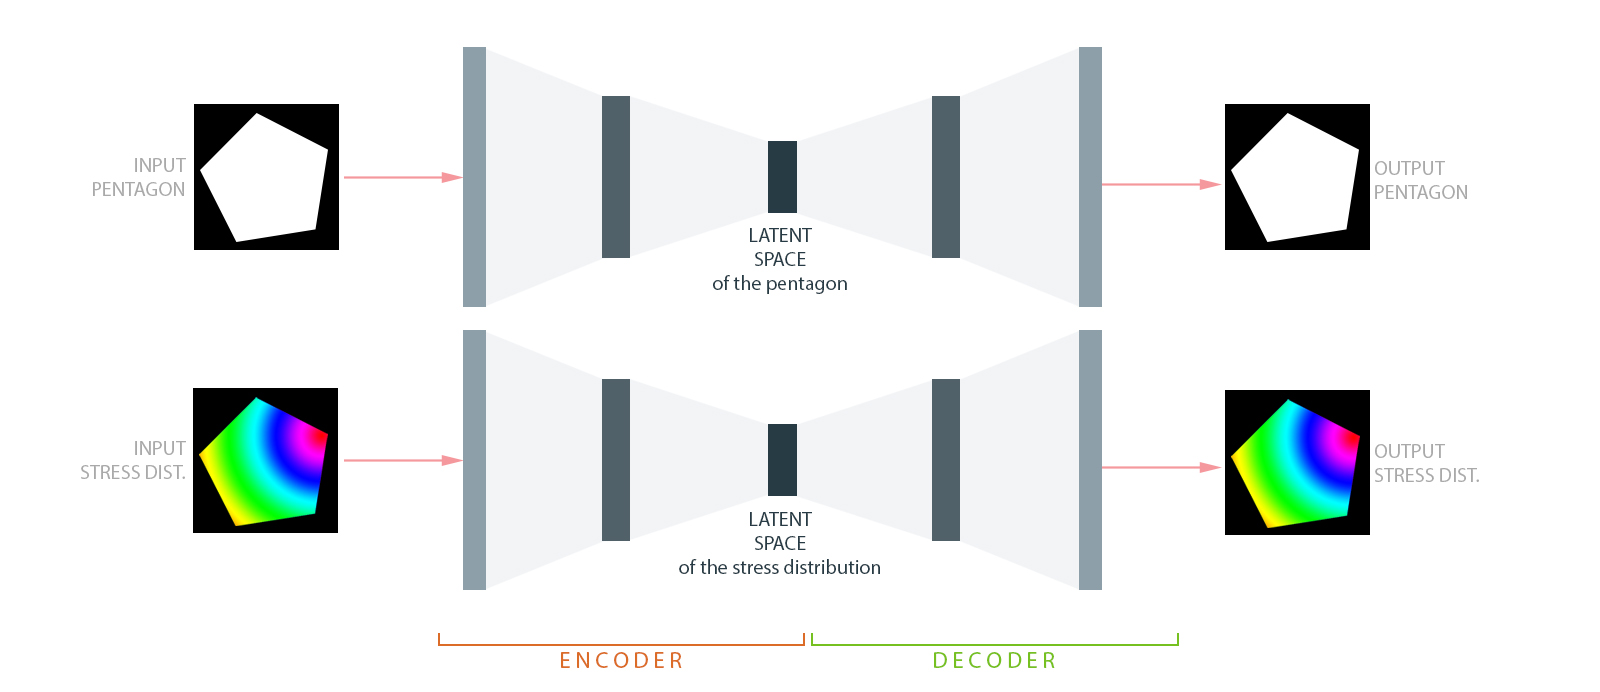 INPUT
PENTAGON
LATENT
SPACE
of the pentagon
OUTPUT
PENTAGON
INPUT
STRESS DIST.
LATENT
SPACE
of the stress distribution
OUTPUT
STRESS DIST.
ENCODER
DECODER